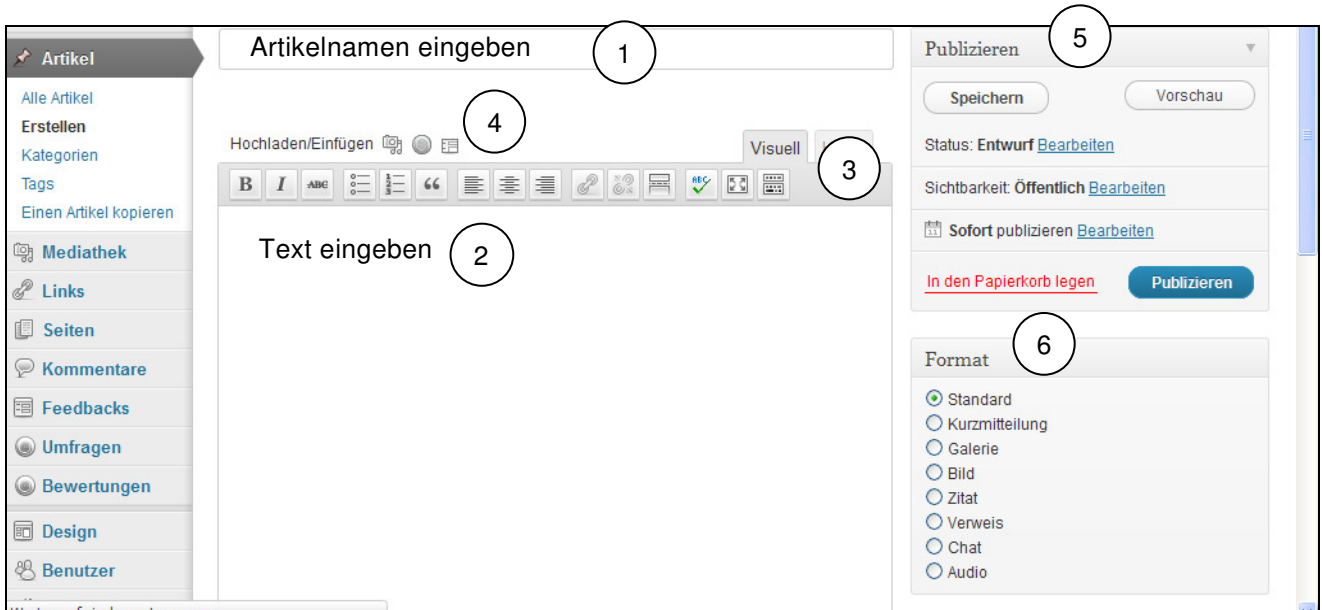 Artikel
Alle Artikel
Erstellen
Kategorien
Tags
Einen Artikel kopieren
Mediathek
Links
Seiten
Kommentare
Feedbacks
Umfragen
Bewertungen
Design
Benutzer
Artikelnamen eingeben
1
4
Hochladen/Einfügen
Visuell
3
B I ABC ABC
Text eingeben
2
Publizieren
5
Speichern Vorschau
Status: Entwurf Bearbeiten
Sichtbarkeit: Öffentlich Bearbeiten
11 Sofort publizieren Bearbeiten
In den Papierkorb legen Publizieren
6
Format
Standard
Kurzmitteilung
Galerie
Bild
Zitat
Verweis
Chat
Audio